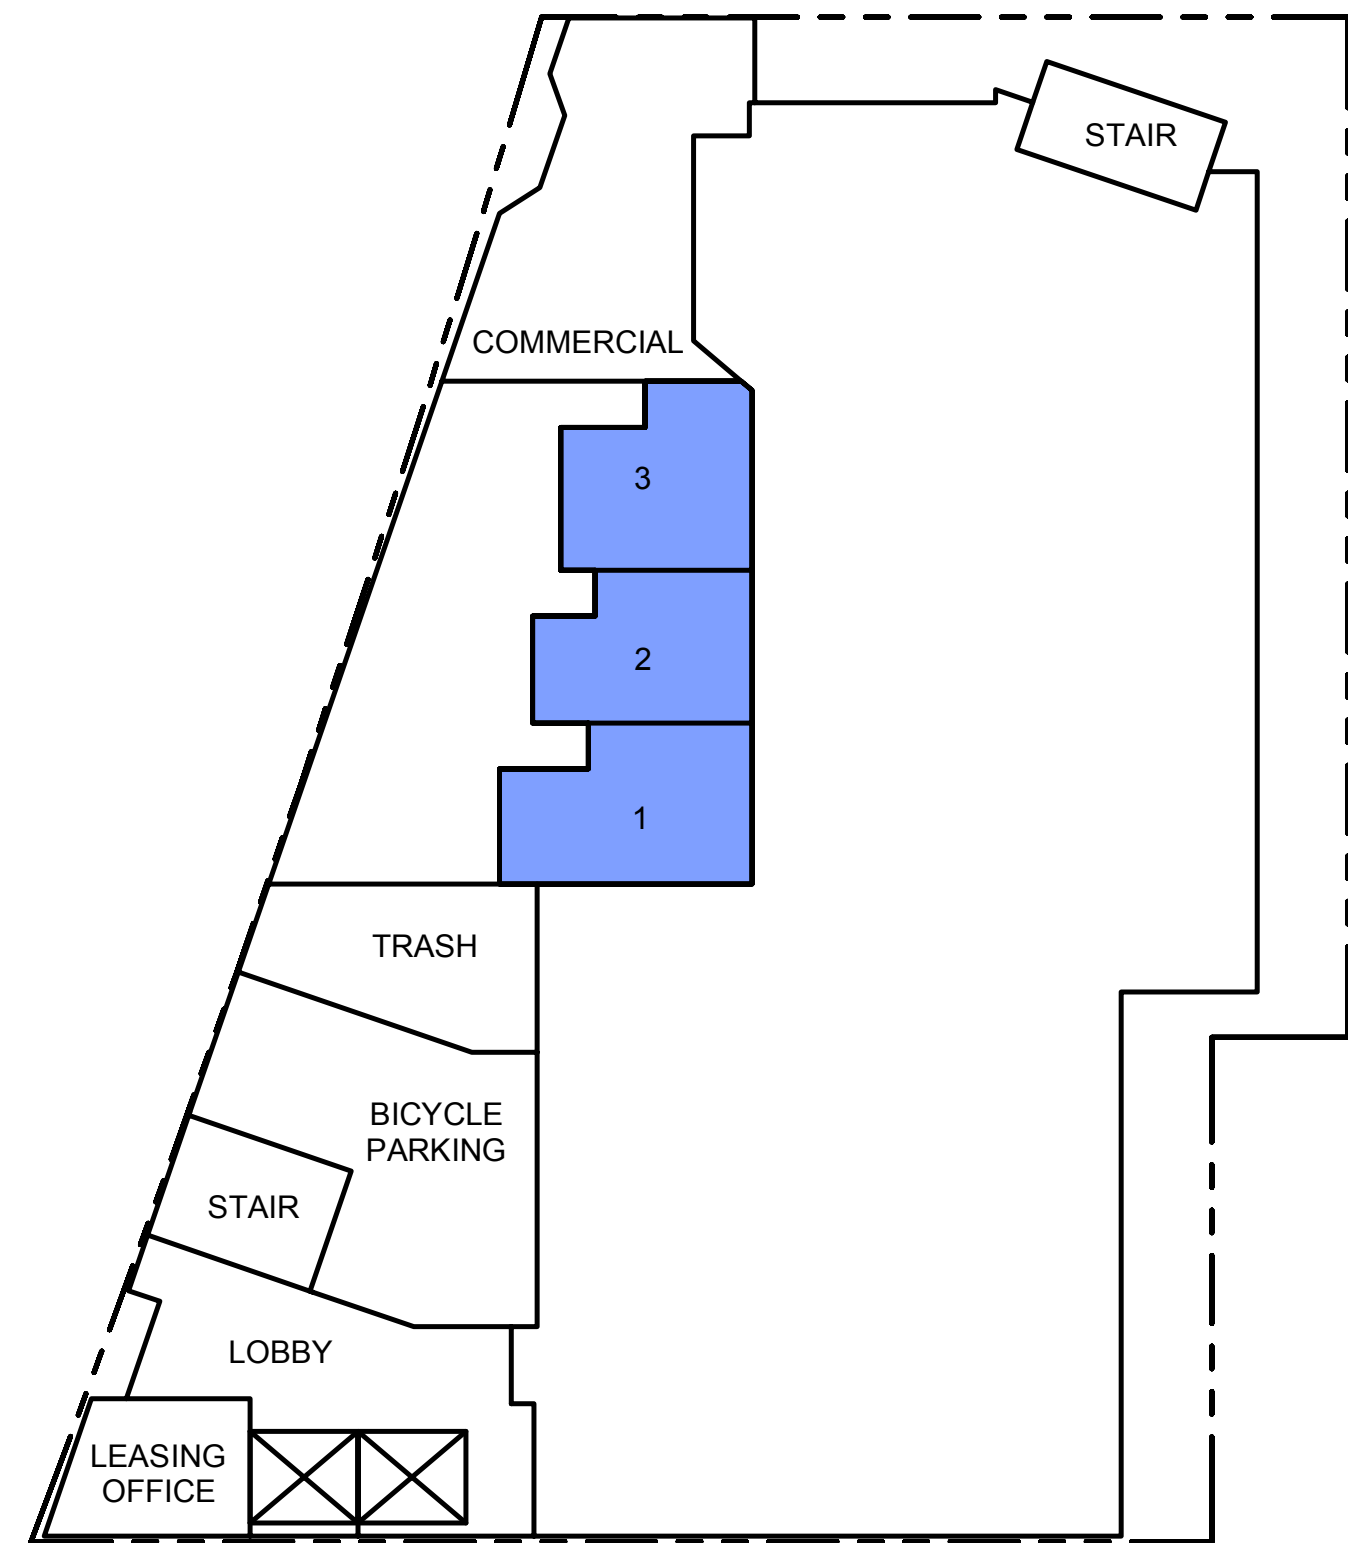 STAIR
COMMERCIAL
3
2
1
TRASH
BICYCLE
PARKING
STAIR
LOBBY
LEASING
OFFICE